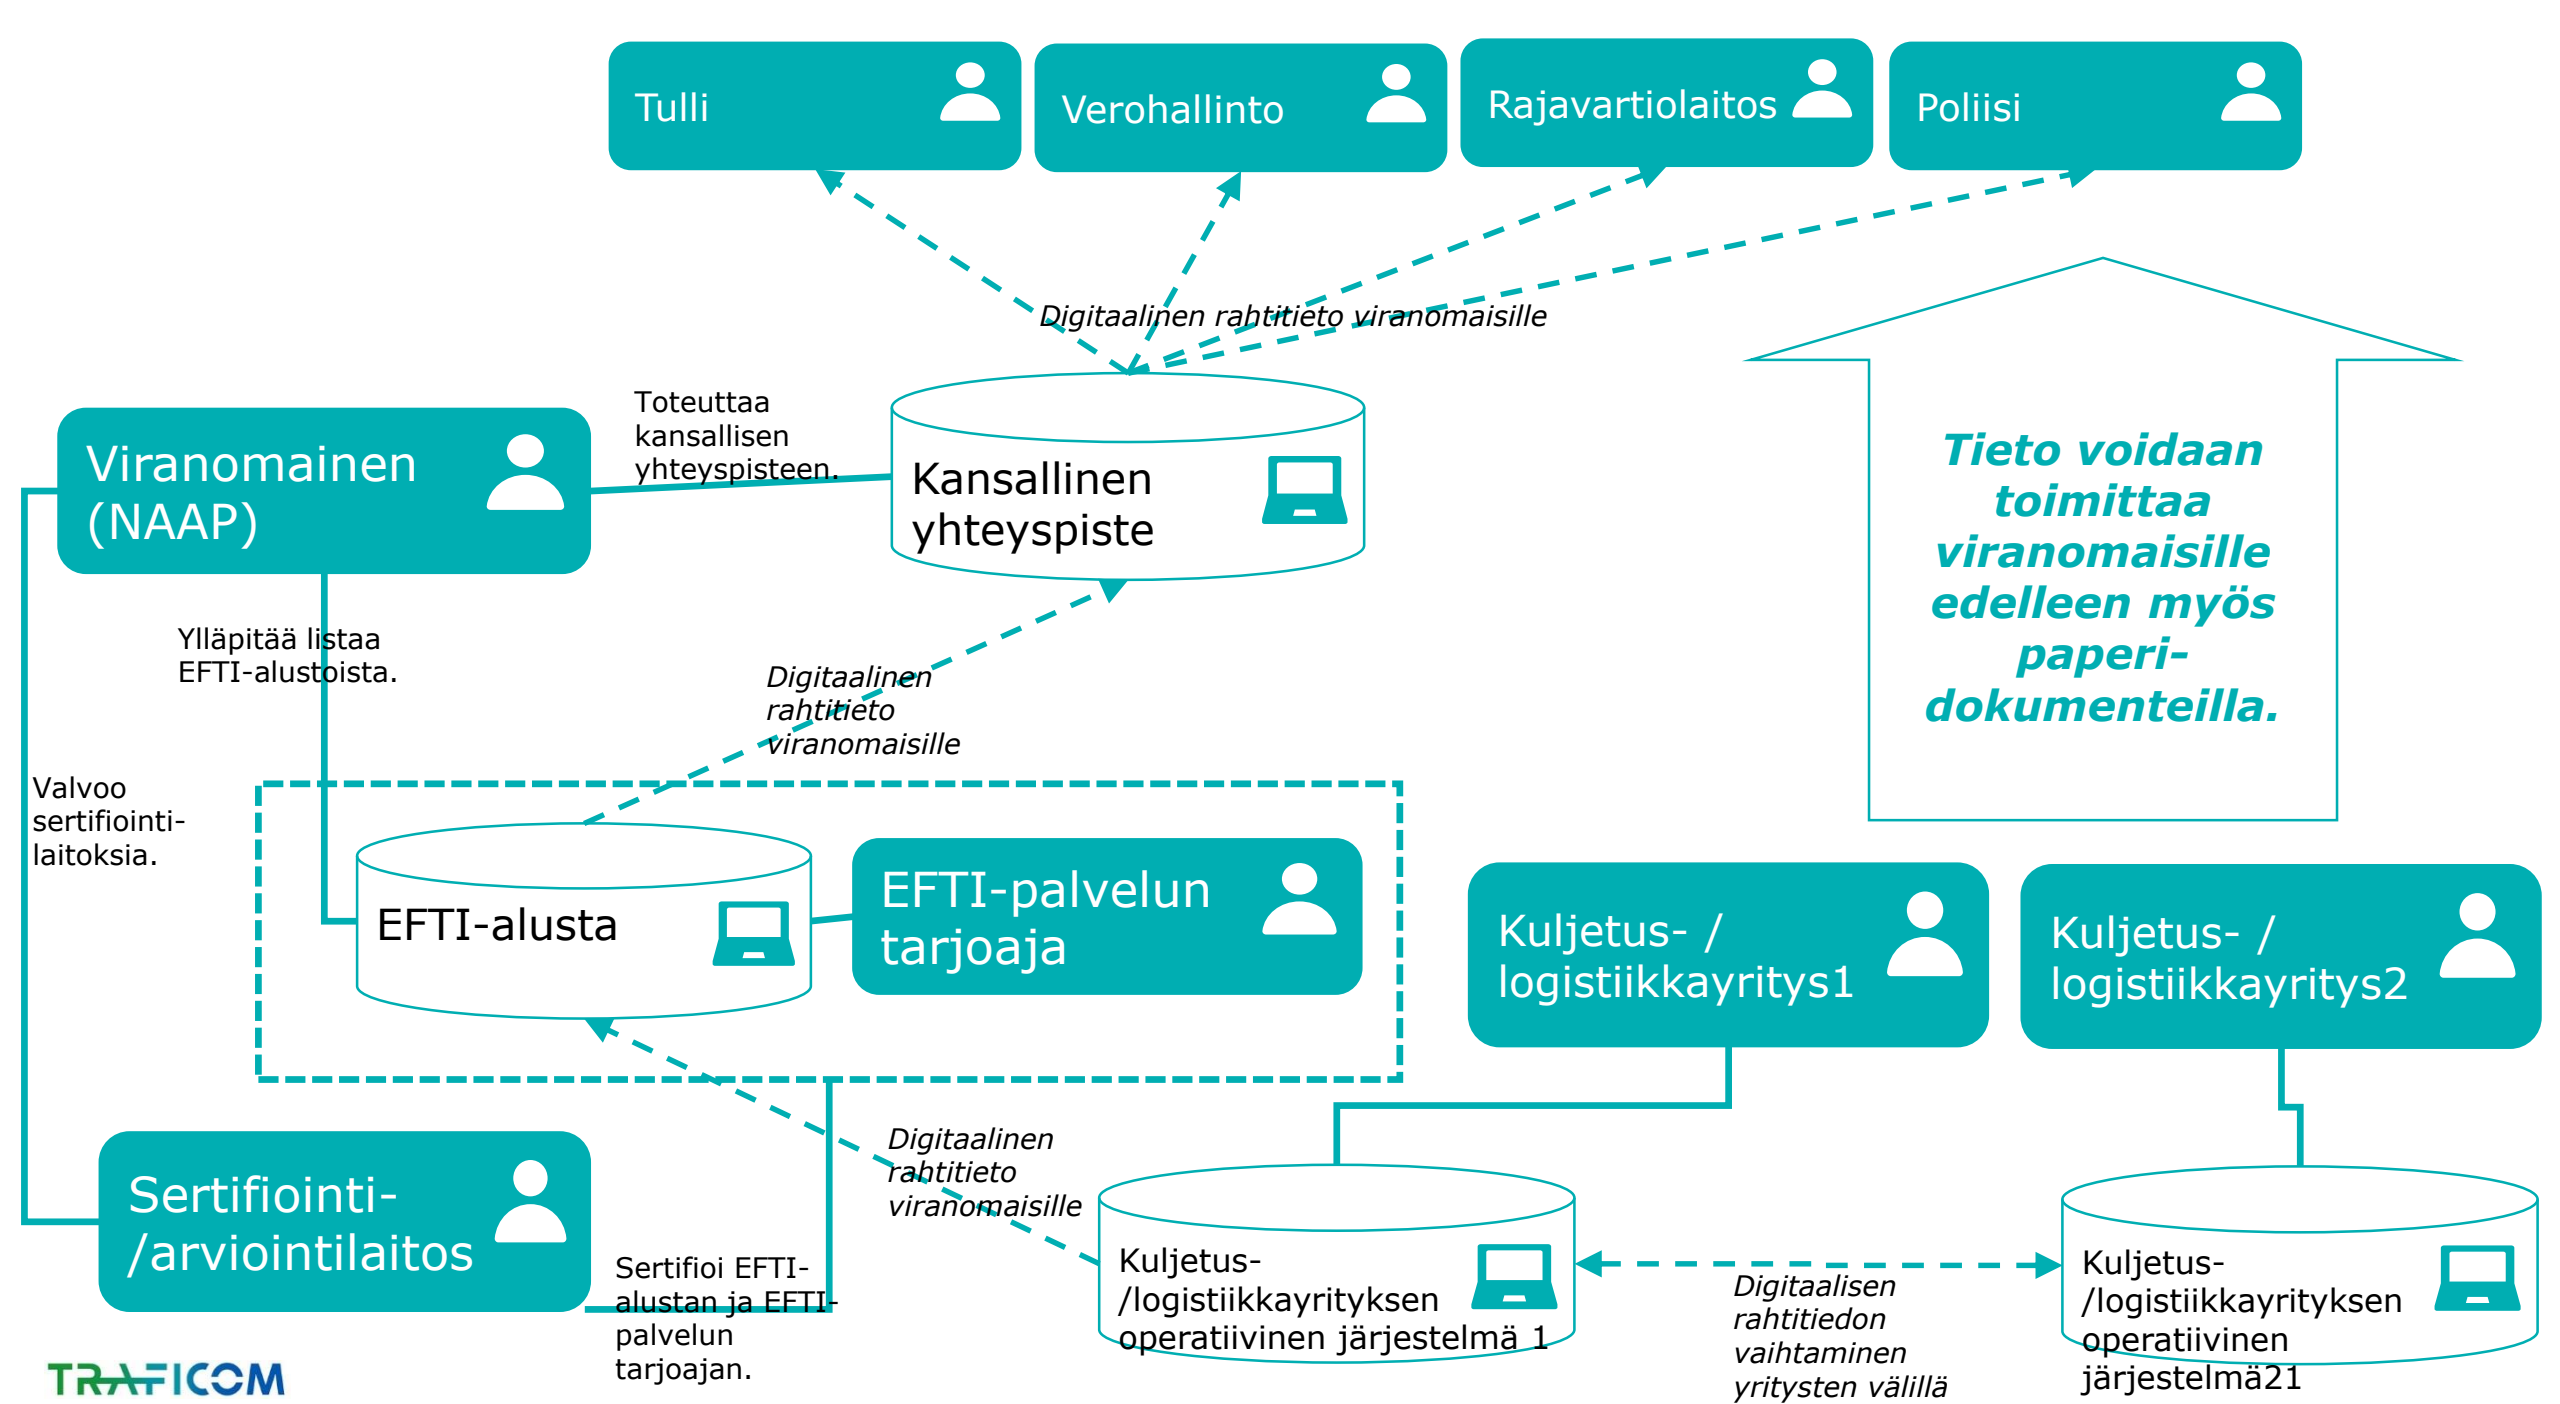 Tulli
Verohallinto
Rajavartiolaitos
Poliisi
Digitaalinen rahtitieto viranomaisille
Viranomainen
(NAAP)
Toteuttaa
kansallisen
yhteyspisteen.
Kansallinen
yhteyspiste
Tieto voidaan
toimittaa
viranomaisille
edelleen myös
paperi-
dokumenteilla.
Ylläpitää listaa
EFTI-alustoista.
Digitaalinen
rahtitieto
viranomaisille
Valvoo
sertifiointi-
laitoksia.
EFTI-alusta
EFTI-palvelun
tarjoaja
Kuljetus- /
logistiikkayritys1
Kuljetus- /
logistiikkayritys2
Digitaalinen
rahtitieto
viranomaisille
Sertifiointi-
/arviointilaitos
Sertifioi EFTI-
alustan ja EFTI-
palvelun
tarjoajan.
Kuljetus-
/logistiikkayrityksen
operatiivinen järjestelmä 1
Digitaalisen
rahtitiedon
vaihtaminen
yritysten välillä
Kuljetus-
/logistiikkayrityksen
operatiivinen
järjestelmä21
TRAFICOM